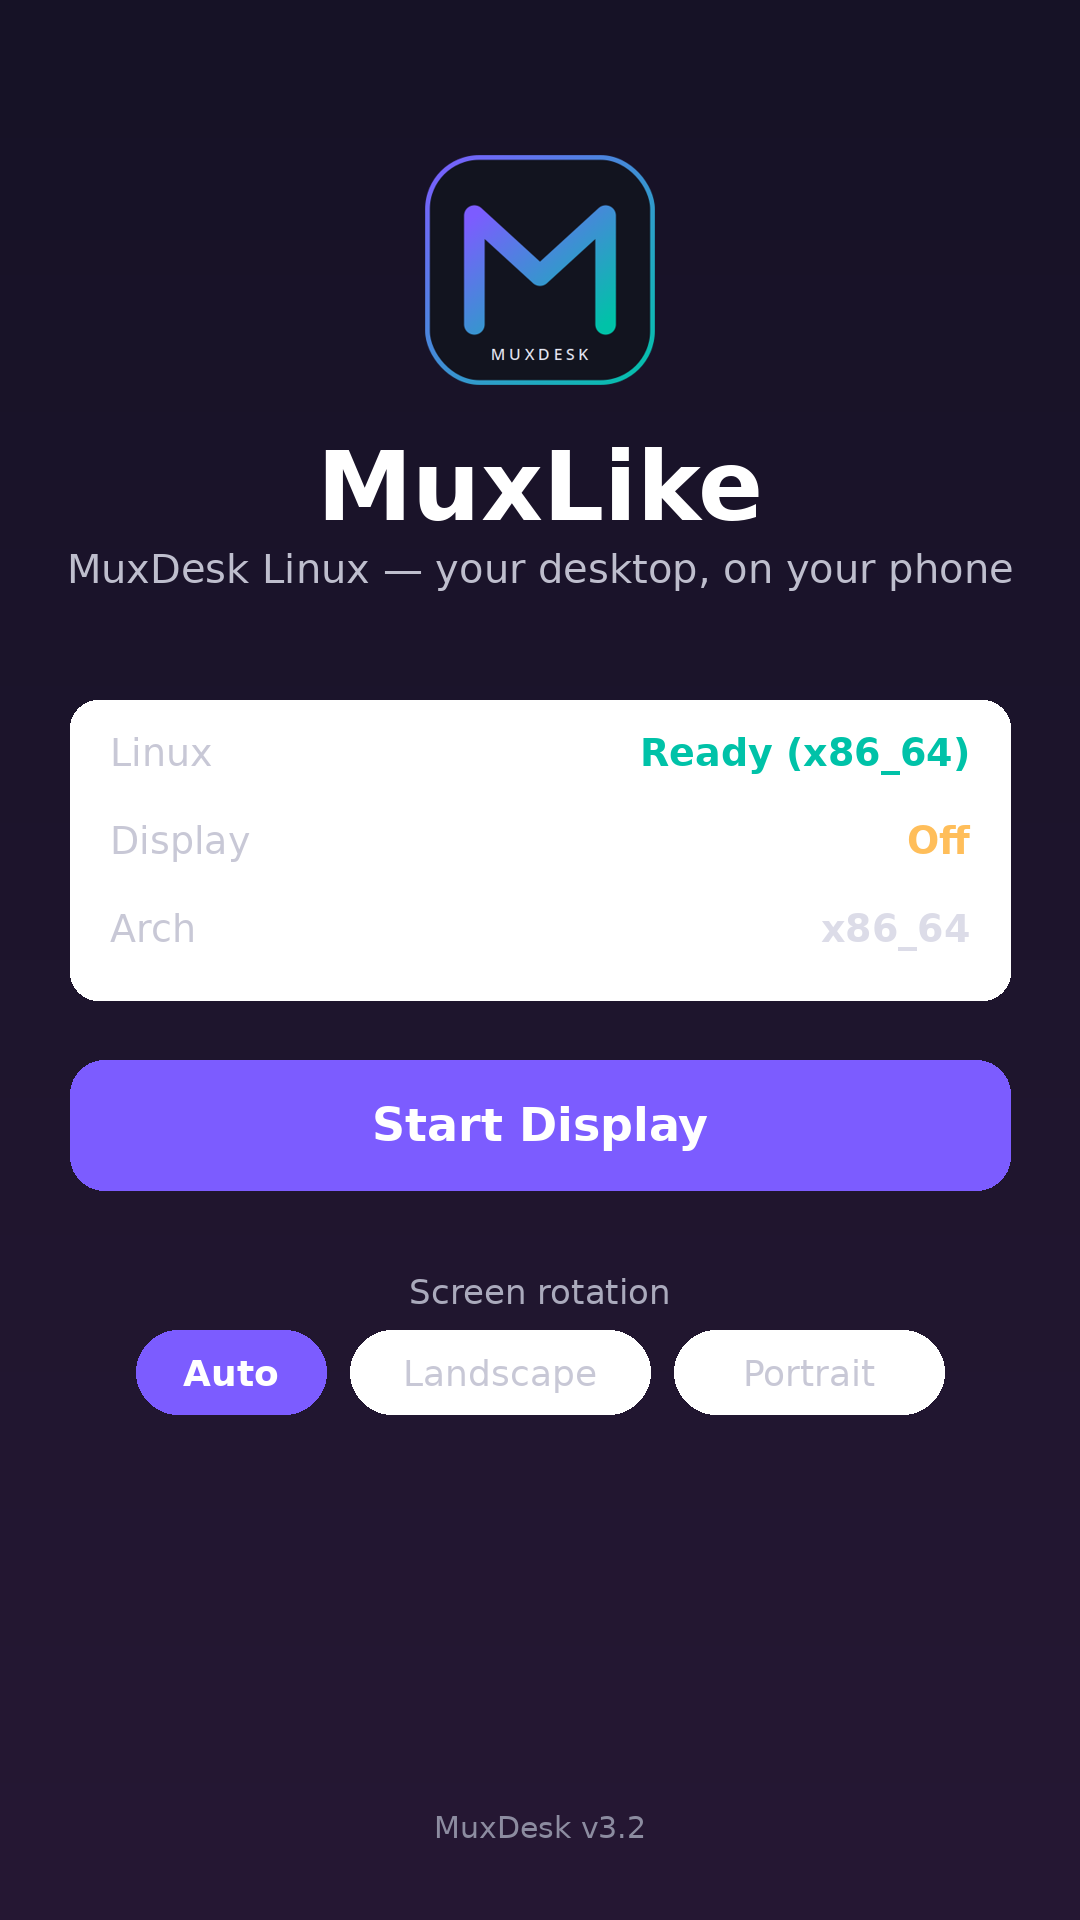 MUXDESK
MuxLike
MuxDesk Linux — your desktop, on your phone
Linux Ready (x86_64)
Display Off
Arch x86_64
Start Display
Screen rotation
Auto Landscape Portrait
MuxDesk v3.2